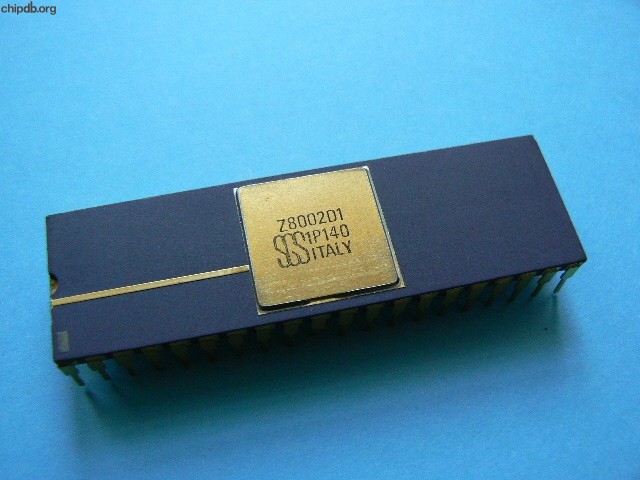 chipdb.org
Z8002D1
SGS 1P140
ITALY